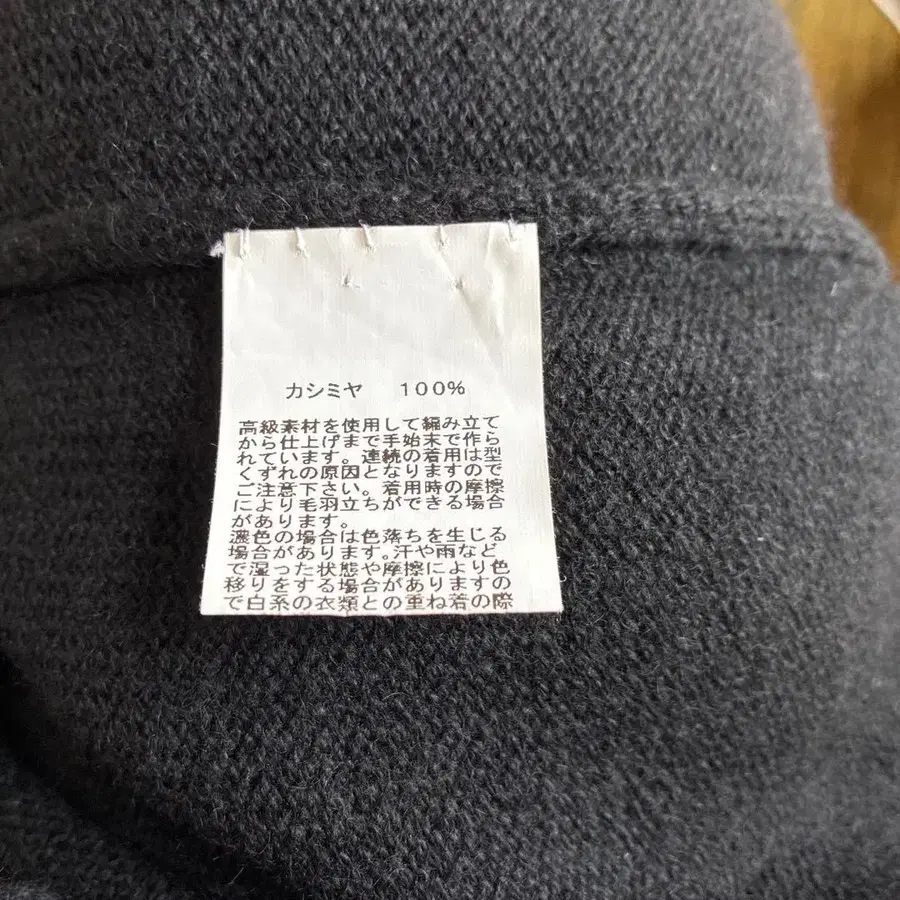 カシミヤ 100%
高級素材を使用して編み立て
から仕上げまで手始末で作ら
れています。連続の着用は型
くずれの原因となりますので
ご注意下さい。着用時の摩擦
により毛羽立ちができる場合
があります。
濃色の場合は色落ちを生じる
場合があります。汗や雨など
で湿った状態や摩擦により色
移りをする場合がありますの
で白系の衣類との重ね着の際